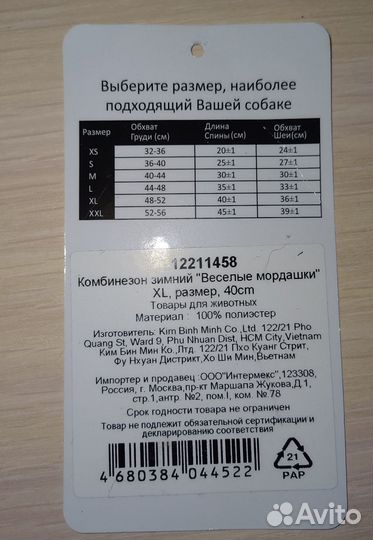 Выберите размер, наиболее
подходящий Вашей собаке
Размер Обхват Груди (см) Длина Спины (см) Обхват Шеи (см)
XS 32-36 20±1 24±1
S 36-40 25±1 27±1
M 40-44 30±1 30±1
L 44-48 35±1 33±1
XL 48-52 40±1 36±1
XXL 52-56 45±1 39±1
12211458
Комбинезон зимний "Веселые мордашки"
XL, размер, 40cm
Товары для животных
Материал : 100% полиэстер
Изготовитель: Kim Binh Minh Co.,Ltd. 122/21 Pho
Quang St, Ward 9, Phu Nhuan Dist, HCM City,Vietnam
Ким Бин Мин Ко.,Лтд. 122/21 Пхо Куанг Стрит,
Фу Нхуан Дистрикт,Хо Ши Мин,Вьетнам
Импортер и продавец :ООО"Интермекс",123308,
Россия, г. Москва,пр-кт Маршала Жукова,Д.1,
стр.1,антр. №2, пом.I, ком. №78
Срок годности товара не ограничен
Товар не подлежит обязательной сертификации и
декларированию соответствия
4 680384 044522
21
PAP
Avito